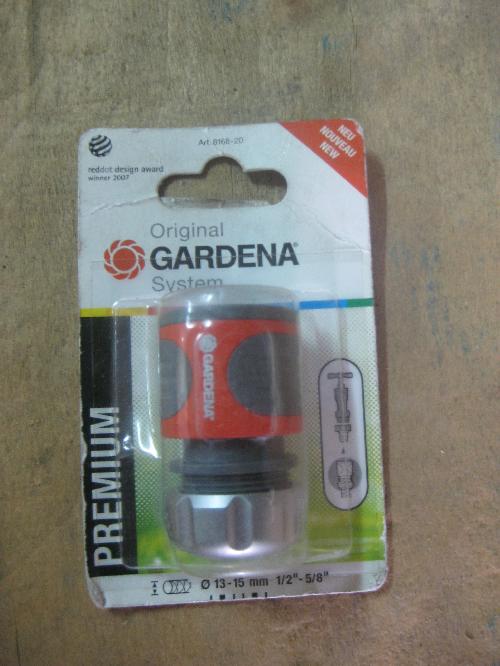 Art. 8168-20
NEU
NOUVEAU
NEW
reddot design award
winner 2007
Original
GARDENA®
System
GARDENA®
PREMIUM
Ø 13-15 mm 1/2"- 5/8"